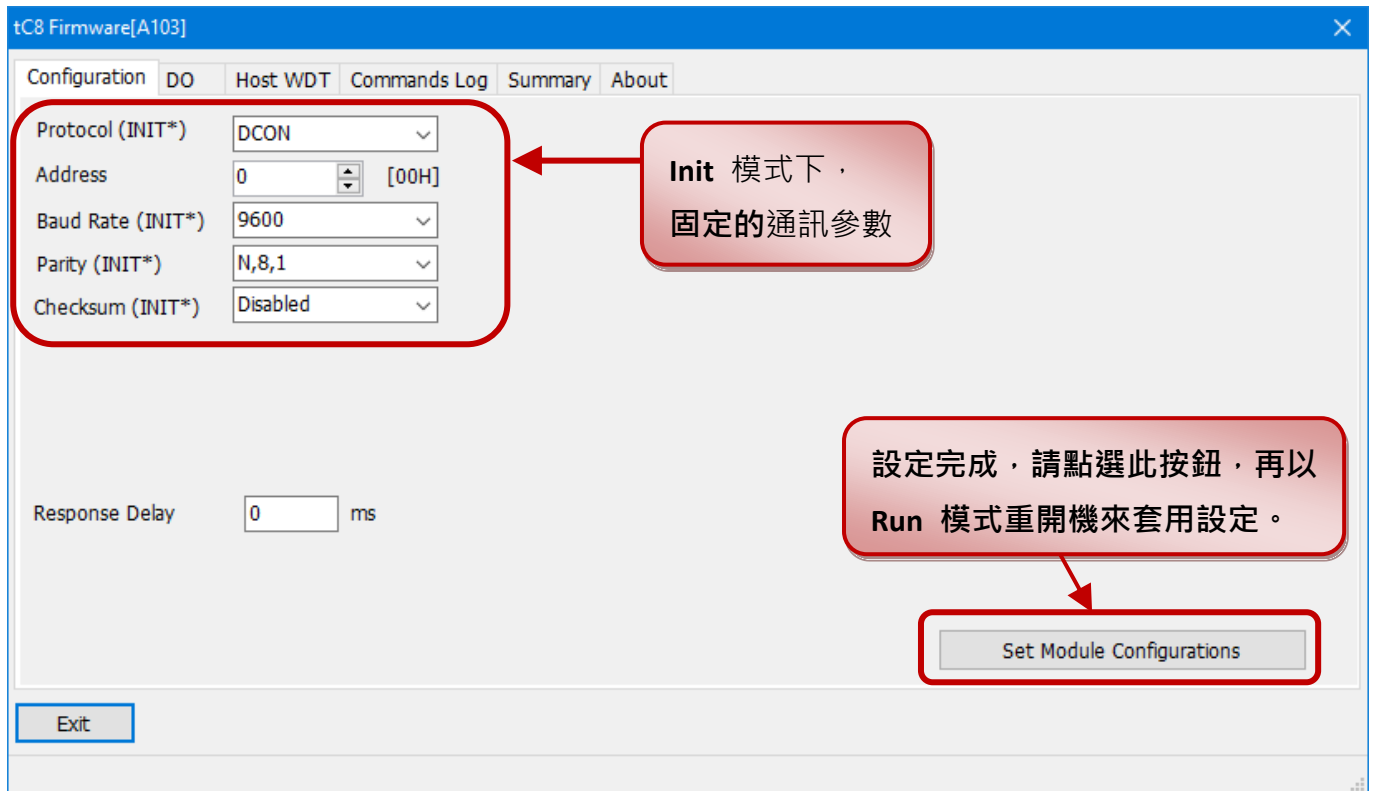 tC8 Firmware[A103]
Configuration DO Host WDT Commands Log Summary About
Protocol (INIT*) DCON
Address 0 [00H]
Baud Rate (INIT*) 9600
Parity (INIT*) N,8,1
Checksum (INIT*) Disabled
Init 模式下，
固定的通訊參數
Response Delay 0 ms
設定完成，請點選此按鈕，再以
Run 模式重開機來套用設定。
Set Module Configurations
Exit